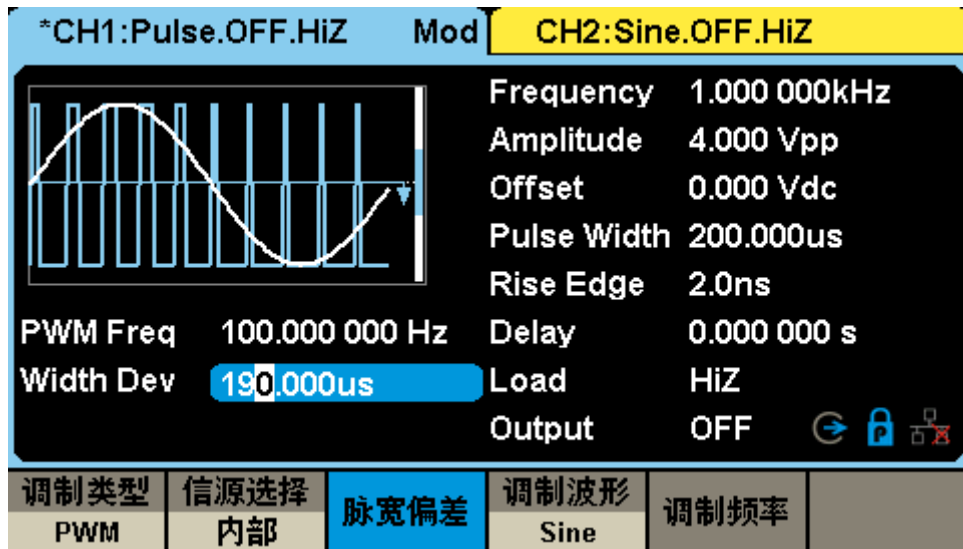 *CH1:Pulse.OFF.HiZ Mod
CH2:Sine.OFF.HiZ
Frequency 1.000 000kHz
Amplitude 4.000 Vpp
Offset 0.000 Vdc
Pulse Width 200.000us
Rise Edge 2.0ns
PWM Freq 100.000 000 Hz
Delay 0.000 000 s
Width Dev 190.000us
Load HiZ
Output OFF
P
调制类型
PWM
信源选择
内部
脉宽偏差
调制波形
Sine
调制频率